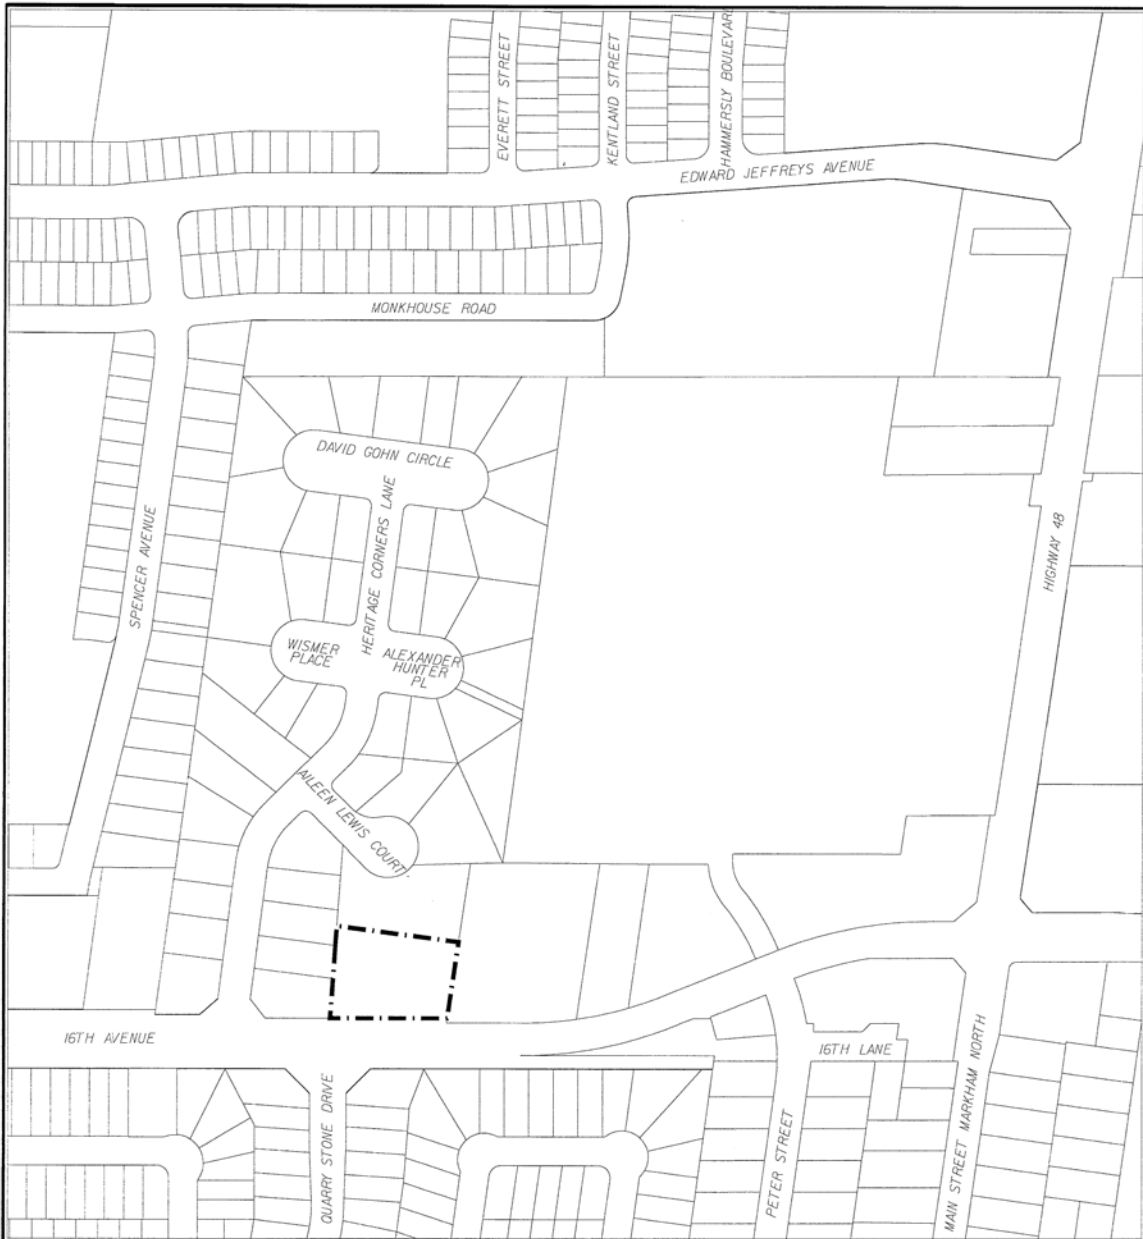 EVERETT STREET
KENTLAND STREET
HAMMERSLY BOULEVARD
EDWARD JEFFREYS AVENUE
MONKHOUSE ROAD
DAVID GOHN CIRCLE
HERITAGE CORNERS LANE
HIGHWAY 48
SPENCER AVENUE
WISMER
PLACE
ALEXANDER
HUNTER
PL
AILEEN LEWIS COURT
16TH AVENUE
16TH LANE
QUARRY STONE DRIVE
PETER STREET
MAIN STREET MARKHAM NORTH